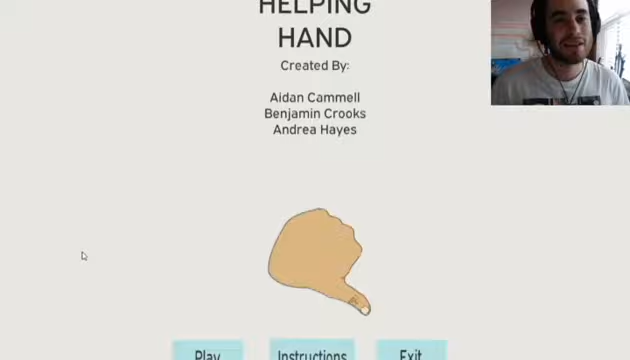 HELPING
HAND
Created By:
Aidan Cammell
Benjamin Crooks
Andrea Hayes
Play
Instructions
Exit